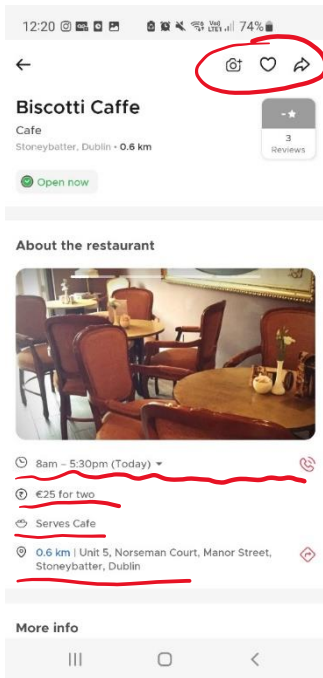 12:20 74%
Biscotti Caffe
Cafe
Stoneybatter, Dublin • 0.6 km
- ★
3
Reviews
Open now
About the restaurant
8am – 5:30pm (Today)
€25 for two
Serves Cafe
0.6 km | Unit 5, Norseman Court, Manor Street,
Stoneybatter, Dublin
More info